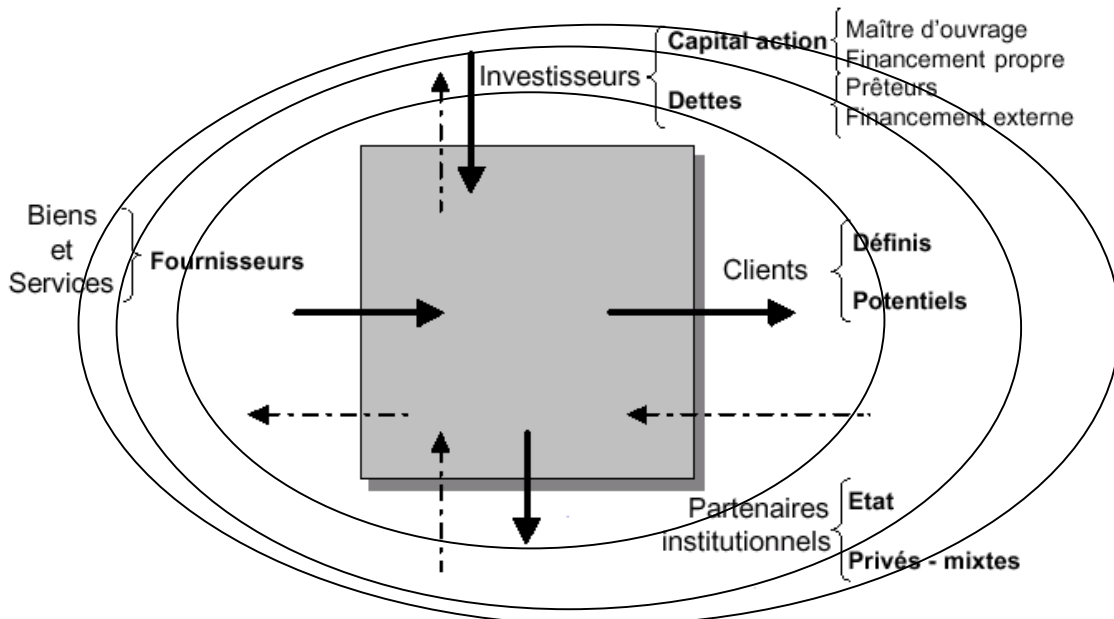 Investisseurs
Capital action
Maître d'ouvrage
Financement propre
Dettes
Prêteurs
Financement externe
Biens
et
Services
Fournisseurs
Clients
Définis
Potentiels
Partenaires
institutionnels
Etat
Privés - mixtes